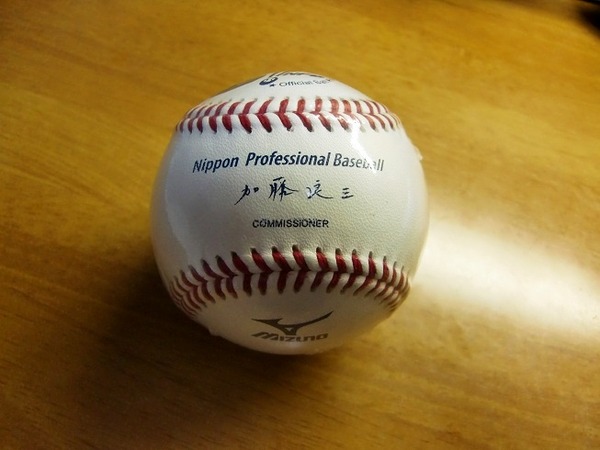 ★ Official Ball
Nippon Professional Baseball
加藤良三
COMMISSIONER
MIZUNO